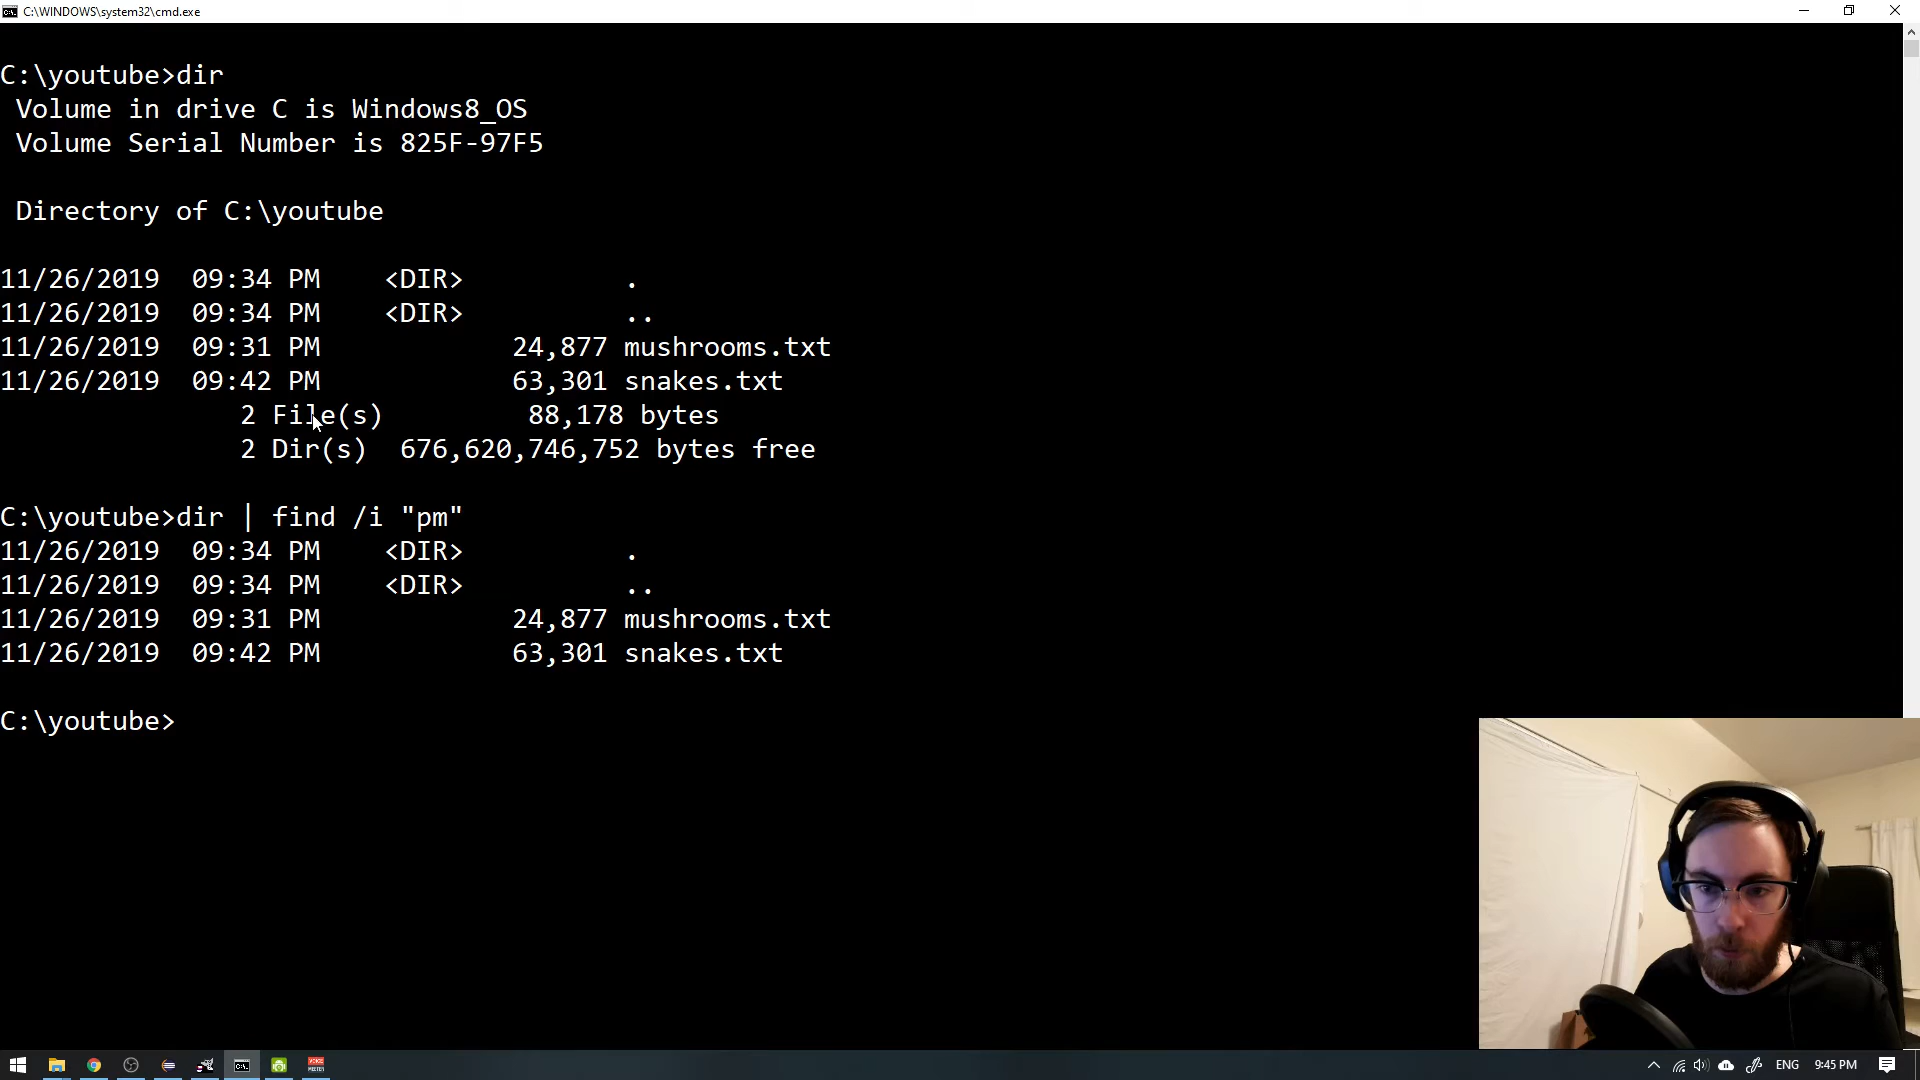 C:\WINDOWS\system32\cmd.exe
C:\youtube>dir
Volume in drive C is Windows8_OS
Volume Serial Number is 825F-97F5
Directory of C:\youtube
11/26/2019  09:34 PM    <DIR>          .
11/26/2019  09:34 PM    <DIR>          ..
11/26/2019  09:31 PM            24,877 mushrooms.txt
11/26/2019  09:42 PM            63,301 snakes.txt
2 File(s)         88,178 bytes
2 Dir(s)  676,620,746,752 bytes free
C:\youtube>dir | find /i "pm"
11/26/2019  09:34 PM    <DIR>          .
11/26/2019  09:34 PM    <DIR>          ..
11/26/2019  09:31 PM            24,877 mushrooms.txt
11/26/2019  09:42 PM            63,301 snakes.txt
C:\youtube>
ENG 9:45 PM